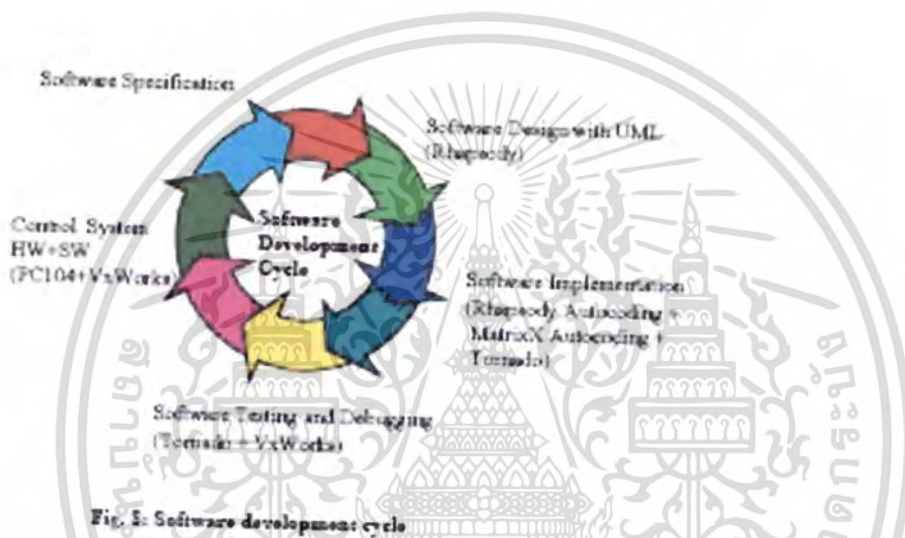 Software Specification
Software Design with UML
(Rhapsody)
Software
Development
Cycle
Control System
HW+SW
(PC104+VxWorks)
Software Implementation
(Rhapsody Autocoding +
MatrixX Autocoding +
Tornado)
Software Testing and Debugging
(Tornado + VxWorks)
Fig. 5: Software development cycle